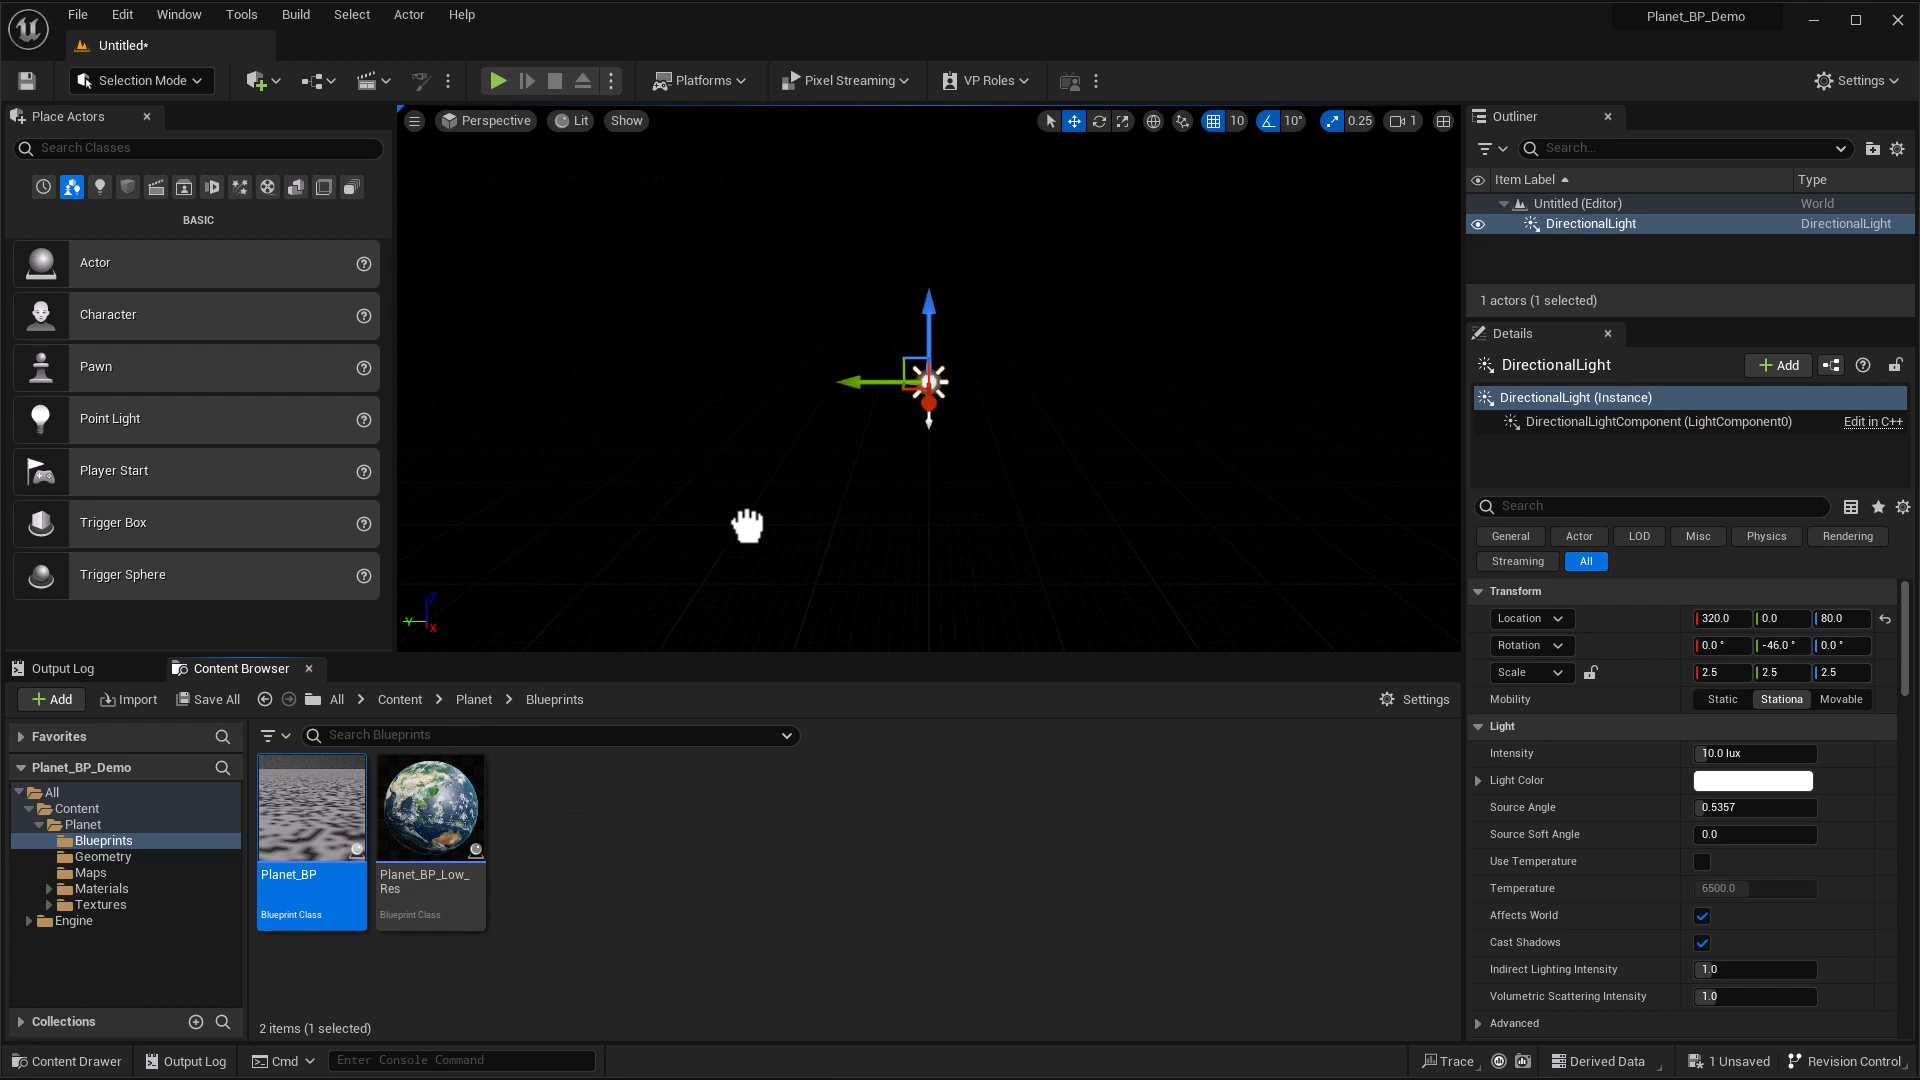 File Edit Window Tools Build Select Actor Help
Planet_BP_Demo
Untitled*
Selection Mode
Platforms
Pixel Streaming
VP Roles
Settings
Place Actors
Search Classes
BASIC
Actor
Character
Pawn
Point Light
Player Start
Trigger Box
Trigger Sphere
Perspective
Lit
Show
10
10°
0.25
1
Z
Y
X
Outliner
Search...
Item Label
Type
Untitled (Editor)
World
DirectionalLight
DirectionalLight
1 actors (1 selected)
Details
DirectionalLight
Add
DirectionalLight (Instance)
DirectionalLightComponent (LightComponent0)
Edit in C++
Search
General
Actor
LOD
Misc
Physics
Rendering
Streaming
All
Transform
Location
320.0
0.0
80.0
Rotation
0.0 °
-46.0 °
0.0 °
Scale
2.5
2.5
2.5
Mobility
Static
Stationa
Movable
Light
Intensity
10.0 lux
Light Color
Source Angle
0.5357
Source Soft Angle
0.0
Use Temperature
Temperature
6500.0
Affects World
Cast Shadows
Indirect Lighting Intensity
1.0
Volumetric Scattering Intensity
1.0
Advanced
Output Log
Content Browser
Add
Import
Save All
All
Content
Planet
Blueprints
Settings
Favorites
Planet_BP_Demo
All
Content
Planet
Blueprints
Geometry
Maps
Materials
Textures
Engine
Collections
Search Blueprints
Planet_BP
Blueprint Class
Planet_BP_Low_
Res
Blueprint Class
2 items (1 selected)
Content Drawer
Output Log
Cmd
Enter Console Command
Trace
Derived Data
1 Unsaved
Revision Control